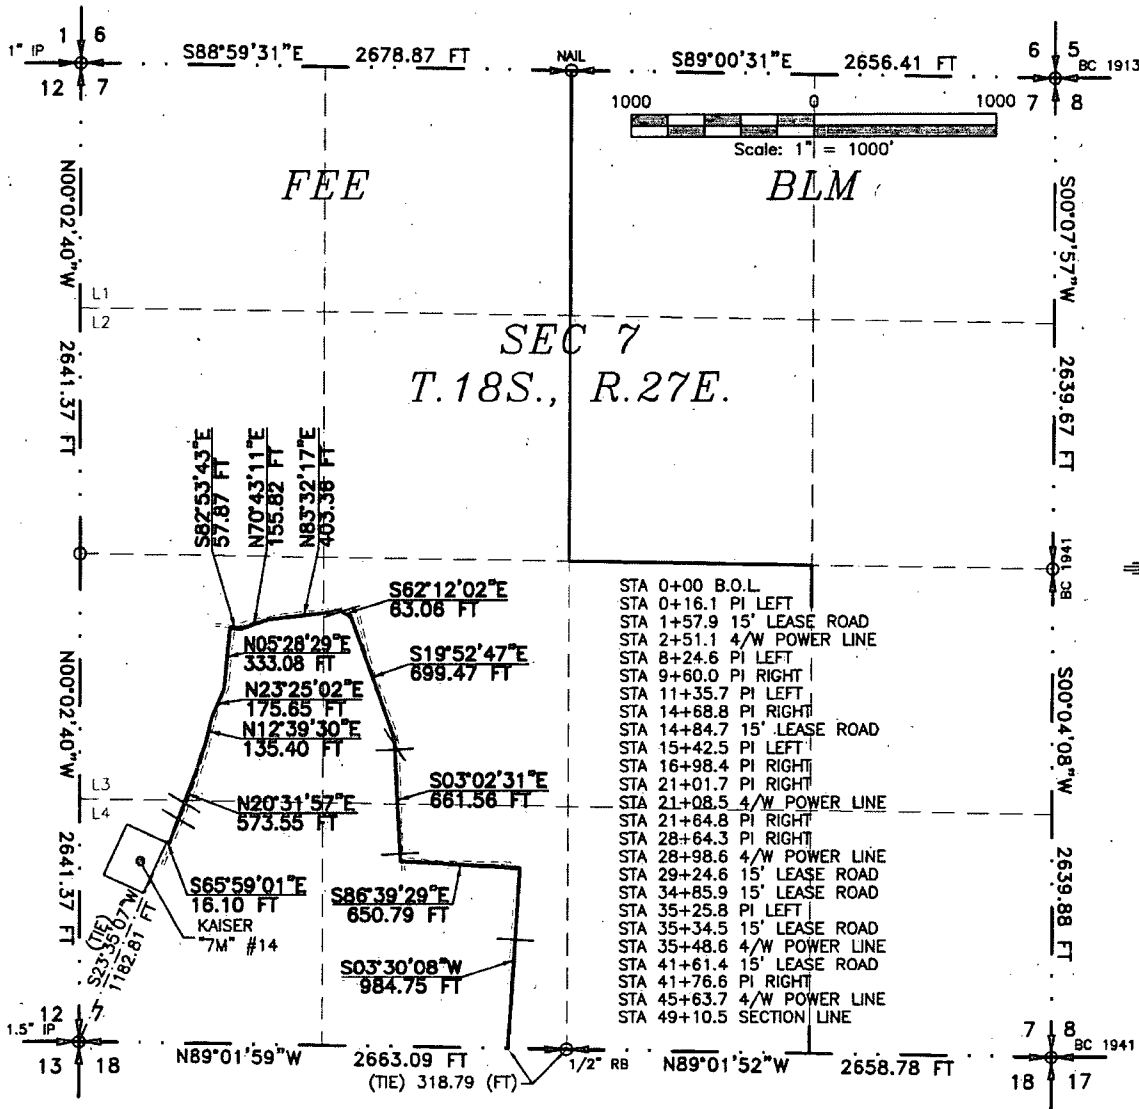 1 6
1" IP
12 7
S88°59'31"E 2678.87 FT
NAIL
S89°00'31"E 2656.41 FT
6 5
BC 1913
7 8
1000 0 1000
Scale: 1" = 1000'
FEE
BLM
N00°02'40"W 2641.37 FT
S00°07'57"W 2639.67 FT
L1
L2
SEC 7
T.18S., R.27E.
S82°53'43"E
57.87 FT
N70°43'11"E
155.82 FT
N83°32'17"E
403.36 FT
BC 1941
S62°12'02"E
63.06 FT
N05°28'29"E
333.08 FT
S19°52'47"E
699.47 FT
N23°25'02"E
175.65 FT
N12°39'30"E
135.40 FT
N00°02'40"W 2641.37 FT
S00°04'08"W 2639.88 FT
L3
L4
S03°02'31"E
661.56 FT
N20°31'57"E
573.55 FT
S65°59'01"E
16.10 FT
S86°39'29"E
650.79 FT
KAISER
"7M" #14
(TIE)
S23°35'07"W
1182.81 FT
S03°30'08"W
984.75 FT
STA 0+00 B.O.L.
STA 0+16.1 PI LEFT
STA 1+57.9 15' LEASE ROAD
STA 2+51.1 4/W POWER LINE
STA 8+24.6 PI LEFT
STA 9+60.0 PI RIGHT
STA 11+35.7 PI LEFT
STA 14+68.8 PI RIGHT
STA 14+84.7 15' LEASE ROAD
STA 15+42.5 PI LEFT
STA 16+98.4 PI RIGHT
STA 21+01.7 PI RIGHT
STA 21+08.5 4/W POWER LINE
STA 21+64.8 PI RIGHT
STA 28+64.3 PI RIGHT
STA 28+98.6 4/W POWER LINE
STA 29+24.6 15' LEASE ROAD
STA 34+85.9 15' LEASE ROAD
STA 35+25.8 PI LEFT
STA 35+34.5 15' LEASE ROAD
STA 35+48.6 4/W POWER LINE
STA 41+61.4 15' LEASE ROAD
STA 41+76.6 PI RIGHT
STA 45+63.7 4/W POWER LINE
STA 49+10.5 SECTION LINE
12 7
1.5" IP
13 18
N89°01'59"W 2663.09 FT
(TIE) 318.79 (FT)
1/2" RB
N89°01'52"W 2658.78 FT
7 8
BC 1941
18 17